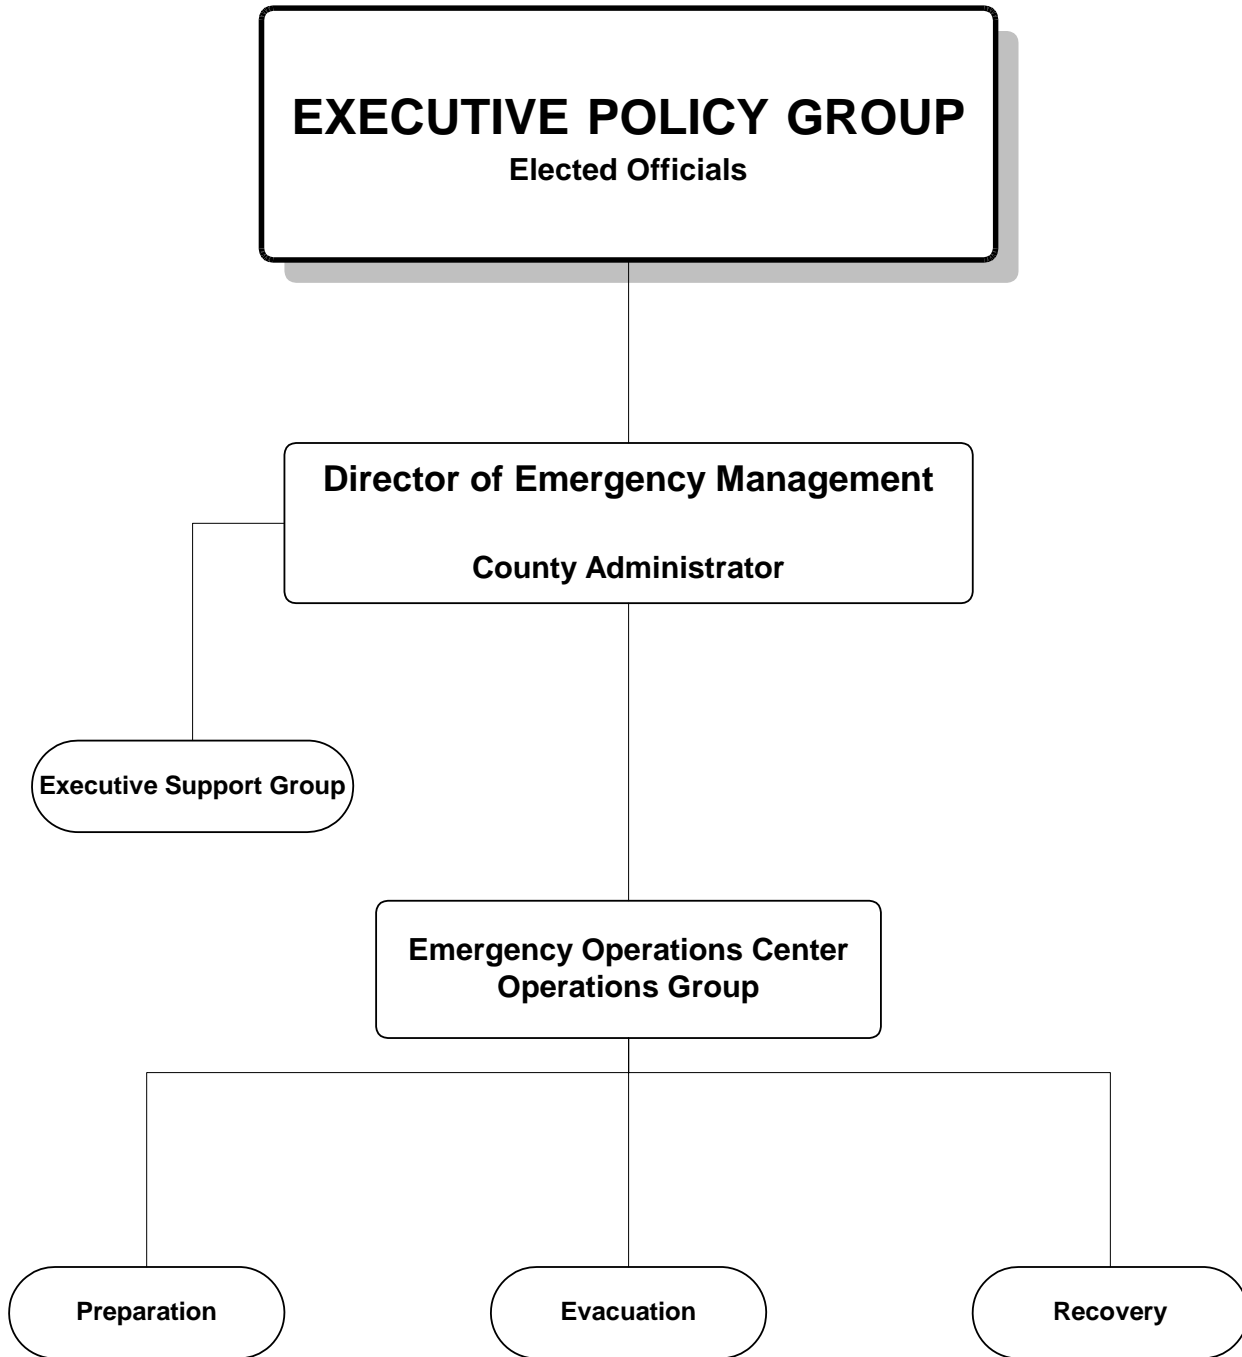 EXECUTIVE POLICY GROUP
Elected Officials
Director of Emergency Management
County Administrator
Executive Support Group
Emergency Operations Center
Operations Group
Preparation
Evacuation
Recovery